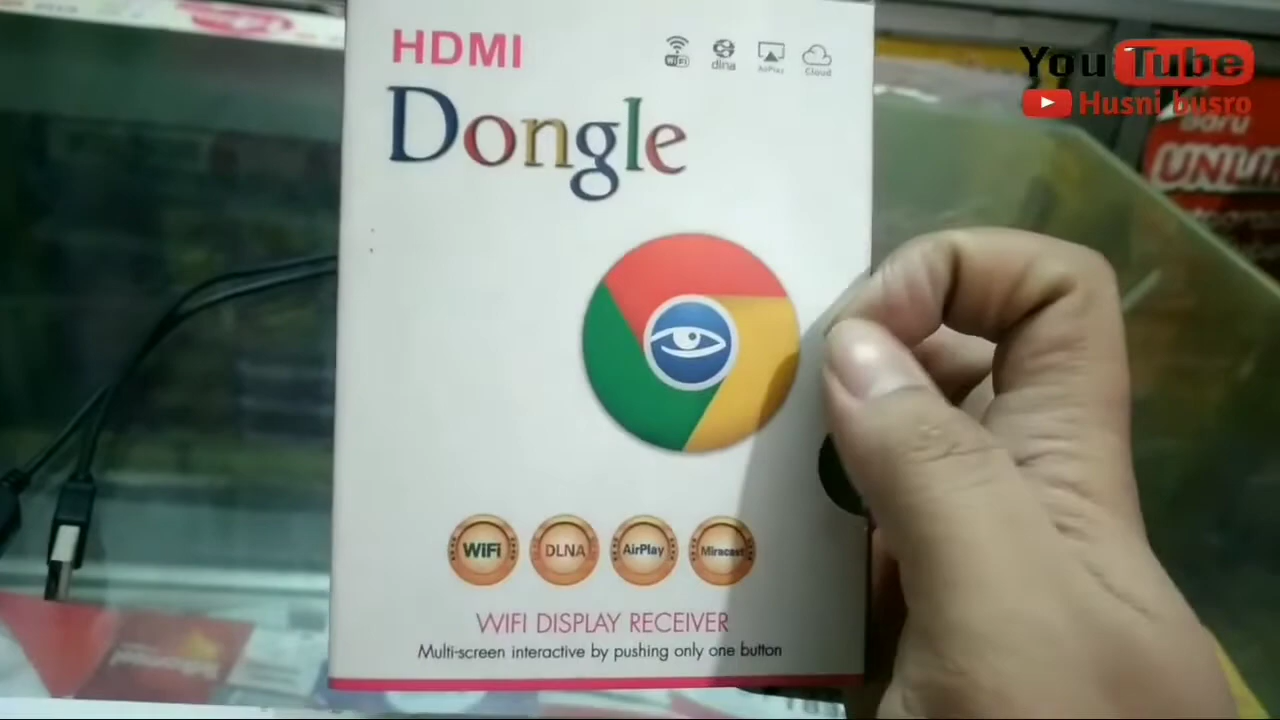 HDMI
WiFi
dlna
AirPlay
Cloud
Dongle
YouTube
Husni busro
Baru
WiFi
DLNA
AirPlay
Miracast
WIFI DISPLAY RECEIVER
Multi-screen interactive by pushing only one button